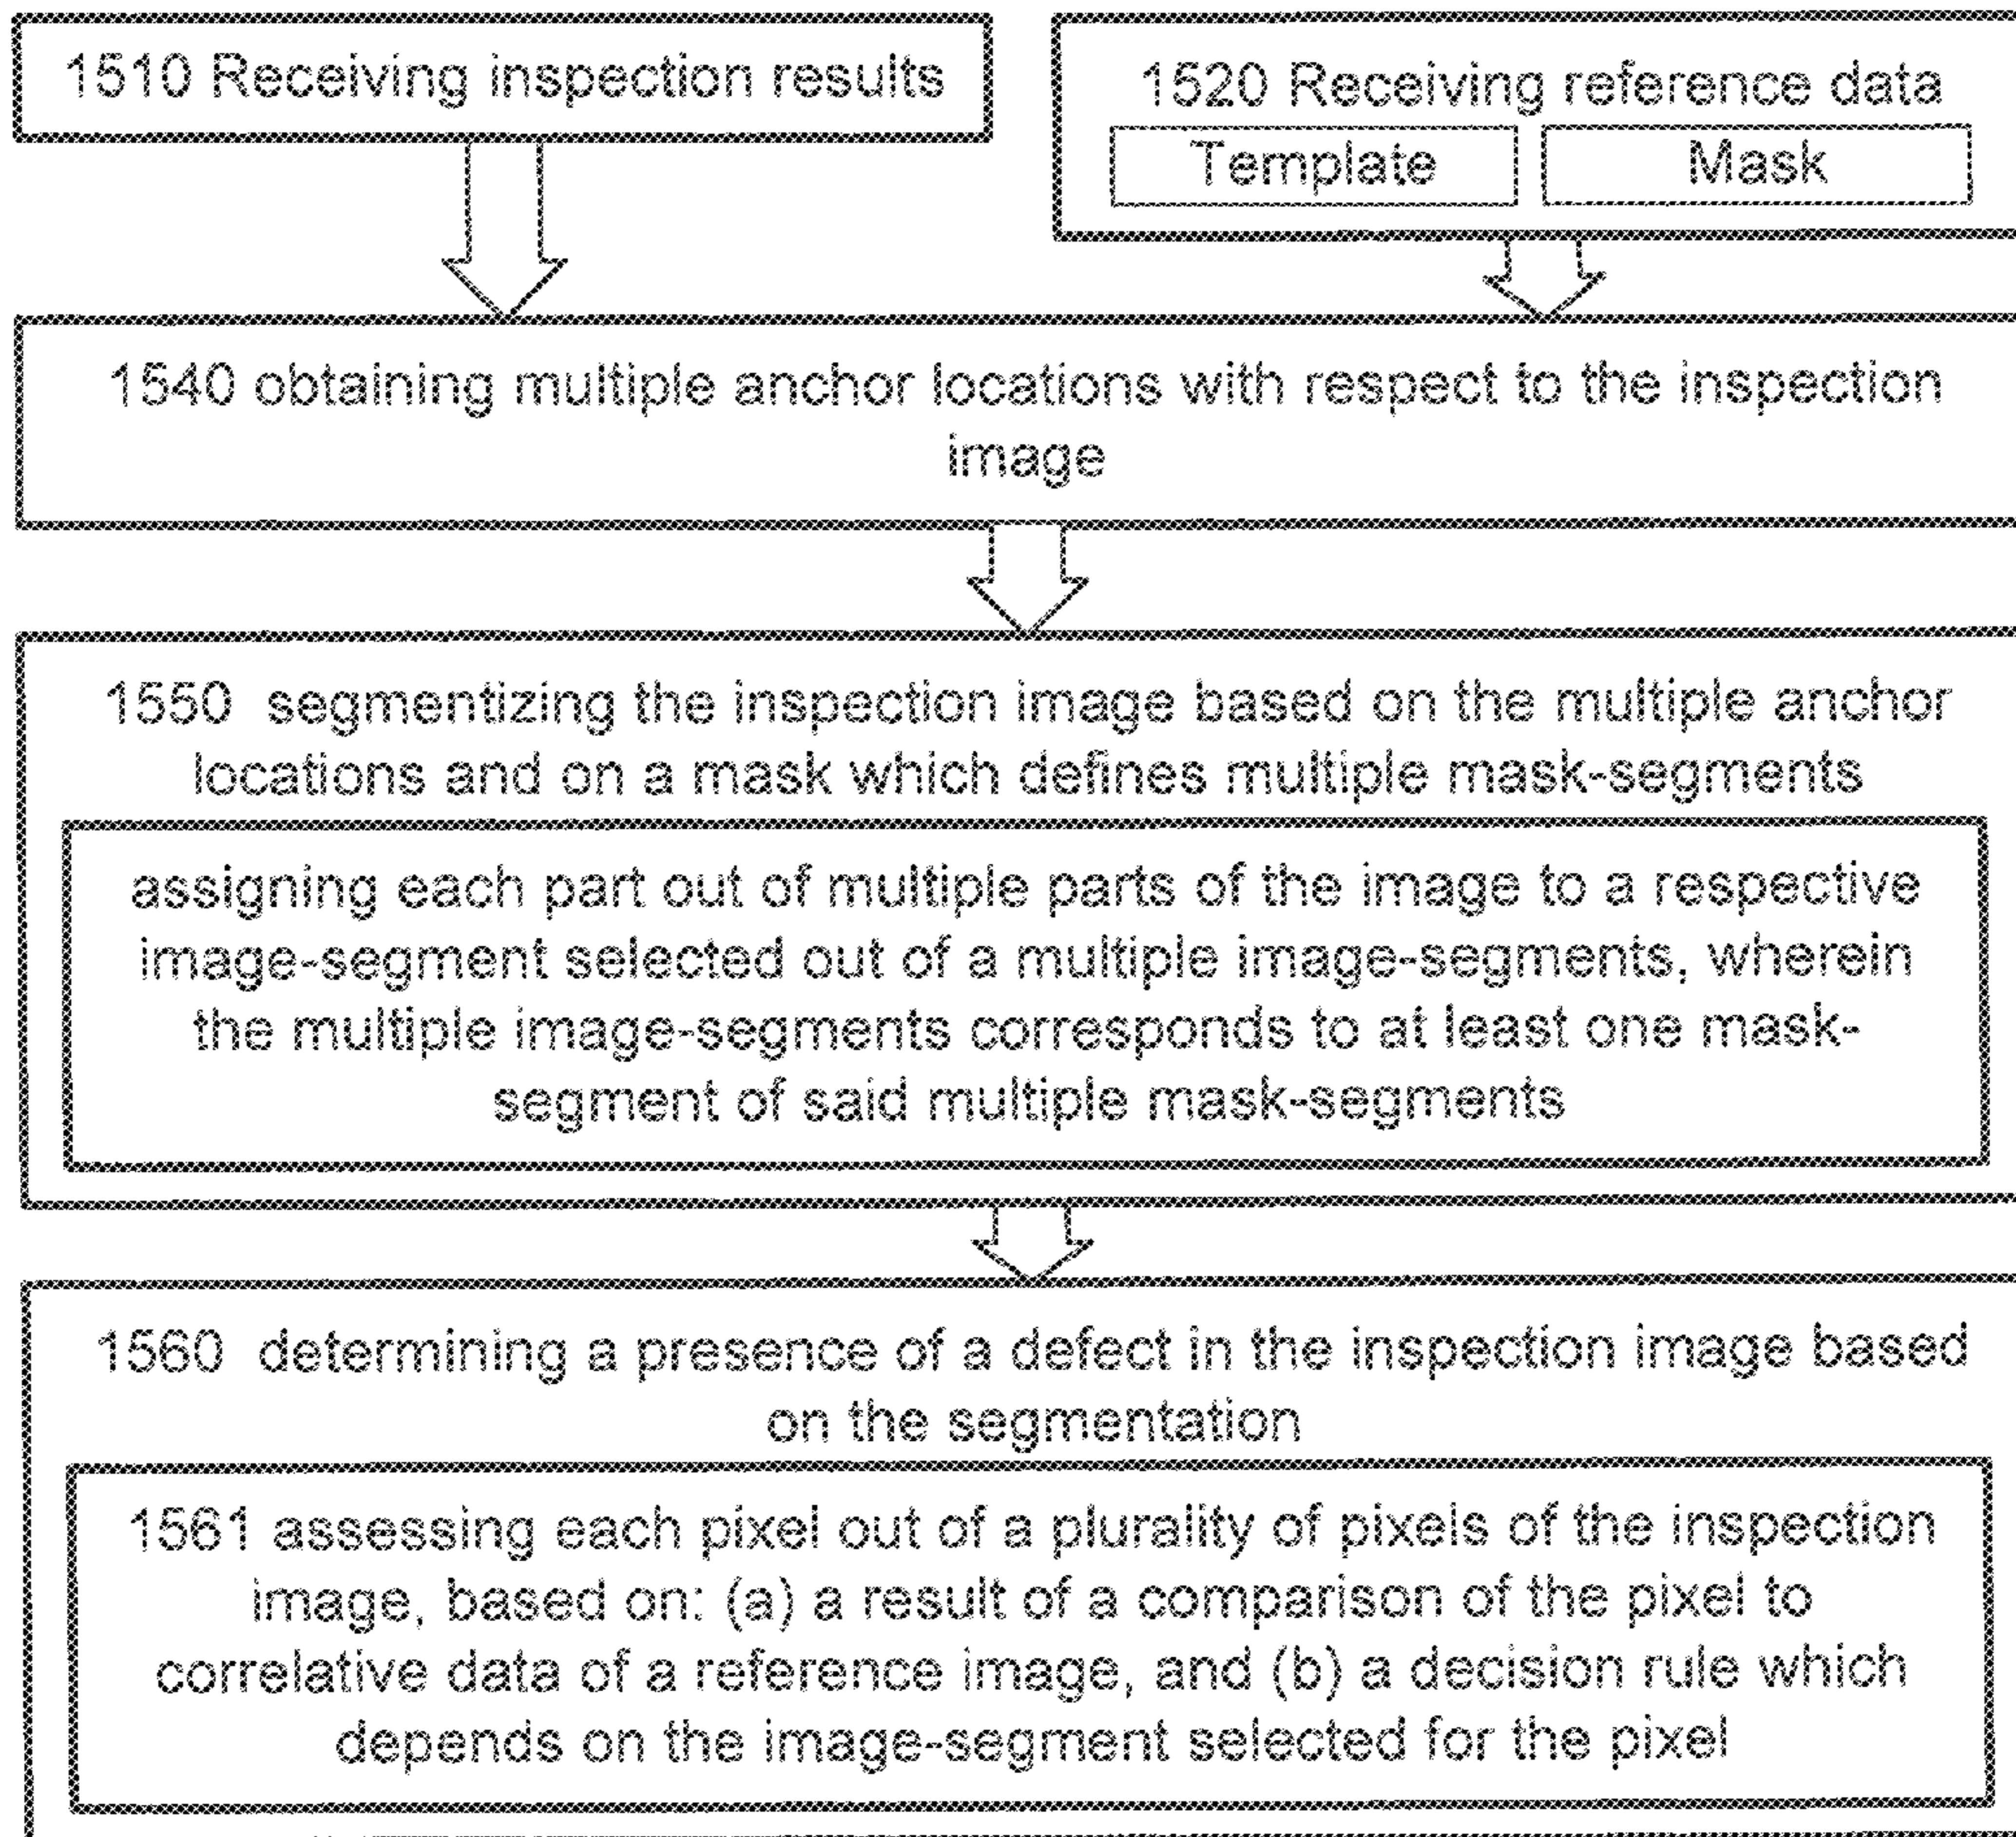 1510 Receiving inspection results
1520 Receiving reference data
Template
Mask
1540 obtaining multiple anchor locations with respect to the inspection
image
1550 segmentizing the inspection image based on the multiple anchor
locations and on a mask which defines multiple mask-segments
assigning each part out of multiple parts of the image to a respective
image-segment selected out of a multiple image-segments, wherein
the multiple image-segments corresponds to at least one mask-
segment of said multiple mask-segments
1560 determining a presence of a defect in the inspection image based
on the segmentation
1561 assessing each pixel out of a plurality of pixels of the inspection
image, based on: (a) a result of a comparison of the pixel to
correlative data of a reference image, and (b) a decision rule which
depends on the image-segment selected for the pixel